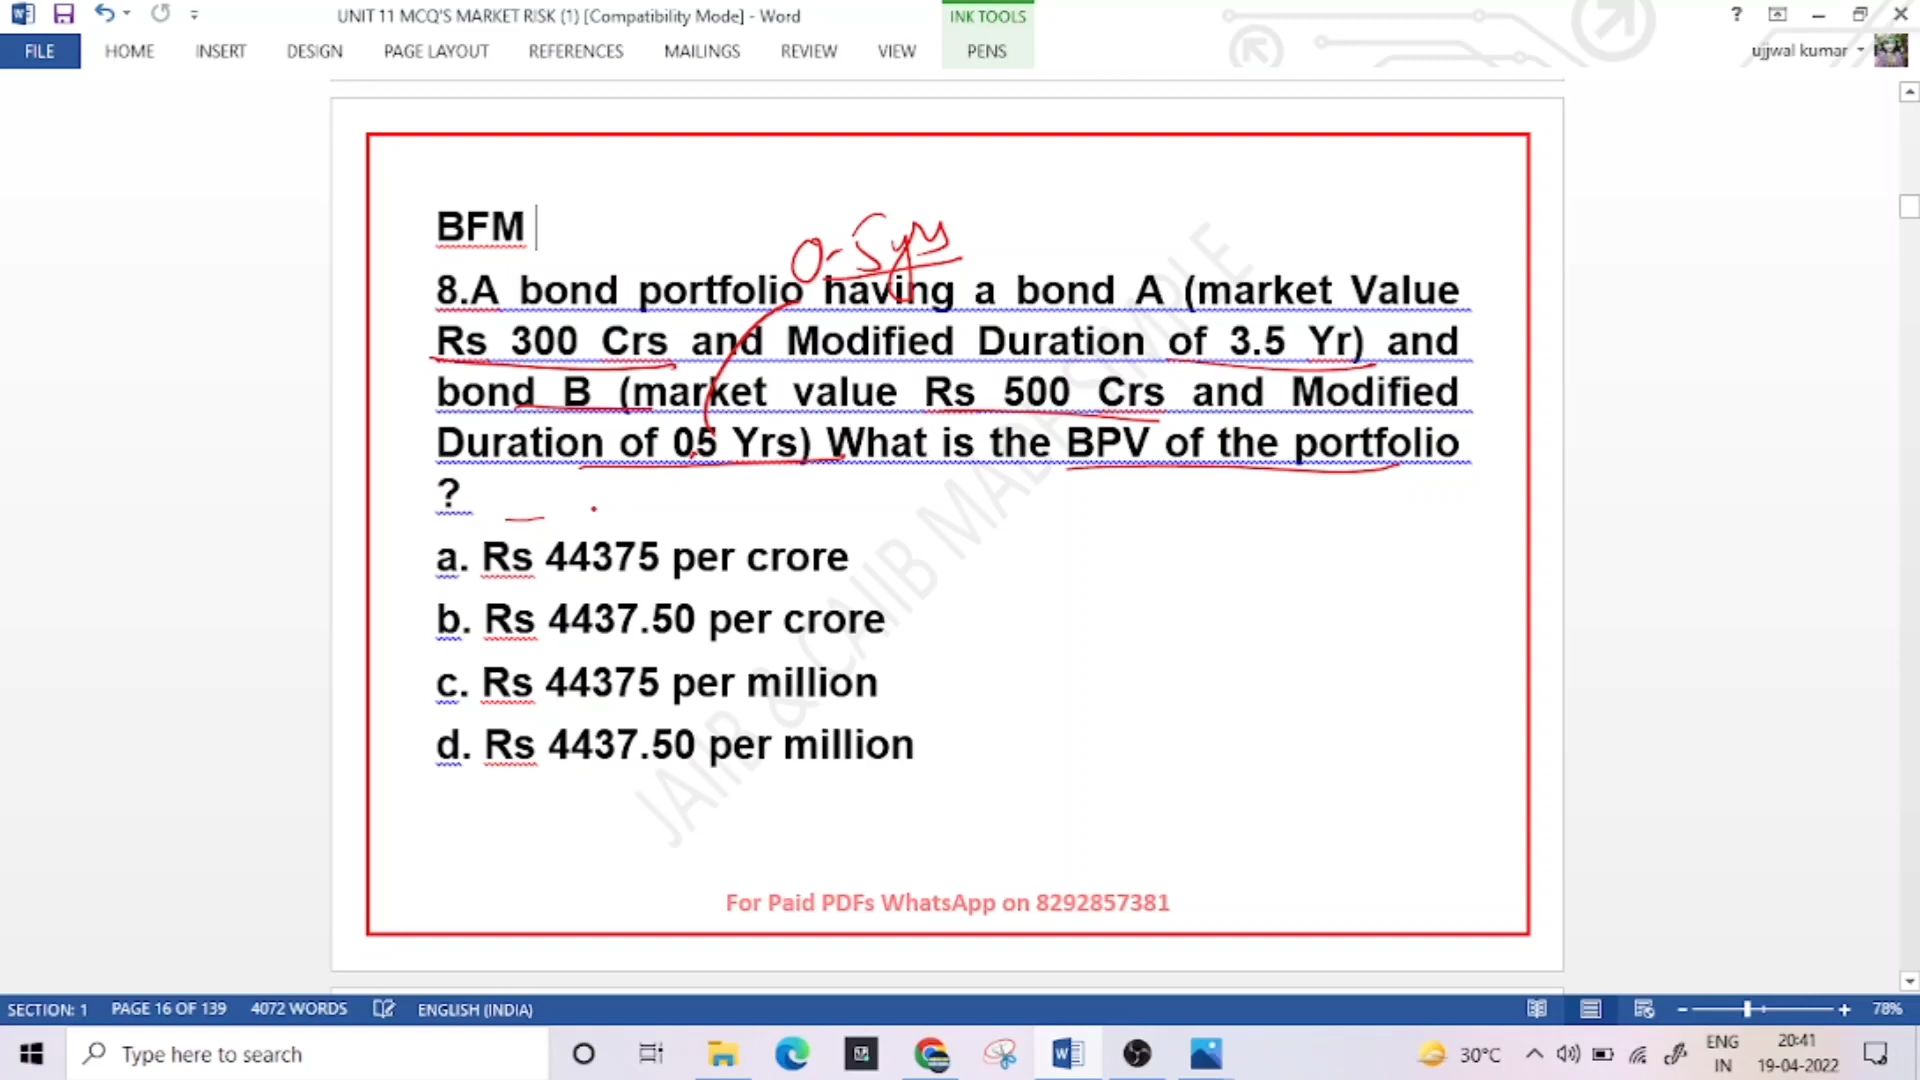 UNIT 11 MCQ'S MARKET RISK (1) [Compatibility Mode] - Word
INK TOOLS
?
FILE HOME INSERT DESIGN PAGE LAYOUT REFERENCES MAILINGS REVIEW VIEW PENS
ujjwal kumar
BFM
0.5yrs
8.A bond portfolio having a bond A (market Value
Rs 300 Crs and Modified Duration of 3.5 Yr) and
bond B (market value Rs 500 Crs and Modified
Duration of 05 Yrs) What is the BPV of the portfolio
?
a. Rs 44375 per crore
b. Rs 4437.50 per crore
c. Rs 44375 per million
d. Rs 4437.50 per million
JAIIB & CAIIB MADE SIMPLE
For Paid PDFs WhatsApp on 8292857381
SECTION: 1 PAGE 16 OF 139 4072 WORDS ENGLISH (INDIA) 78%
Type here to search
30°C
ENG
IN
20:41
19-04-2022